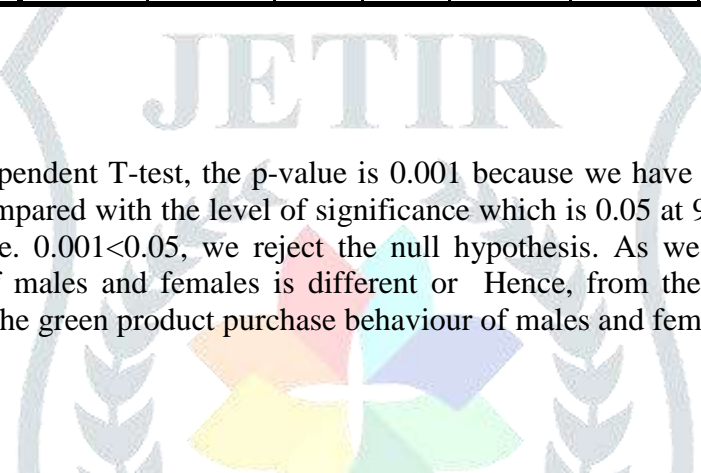 JETIR
pendent T-test, the p-value is 0.001 because we have
mpared with the level of significance which is 0.05 at 9
e. 0.001<0.05, we reject the null hypothesis. As we
f males and females is different or Hence, from the
he green product purchase behaviour of males and fem